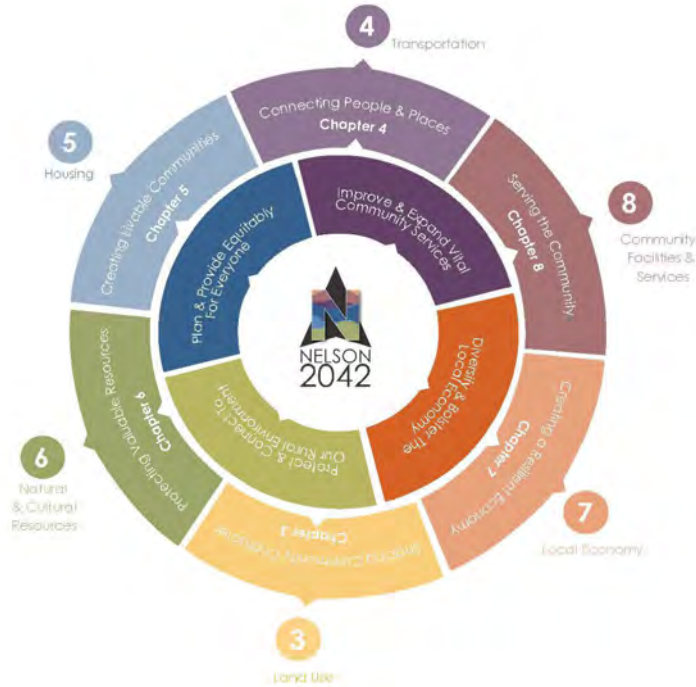 4
Transportation
Connecting People & Places
Chapter 4
8
Community
Facilities &
Services
Serving the Community
Chapter 8
7
Local Economy
Creating a Resilient Economy
Chapter 7
3
Land Use
Chapter 3
6
Natural
& Cultural
Resources
Protecting Valuable Resources
Chapter 6
5
Housing
Creating Livable Communities
Chapter 5
Improve & Expand Vital
Community Services
Diversify & Bolster The
Local Economy
Protect & Connect To
Our Rural Environment
Plan & Provide Equitably
For Everyone
NELSON
2042